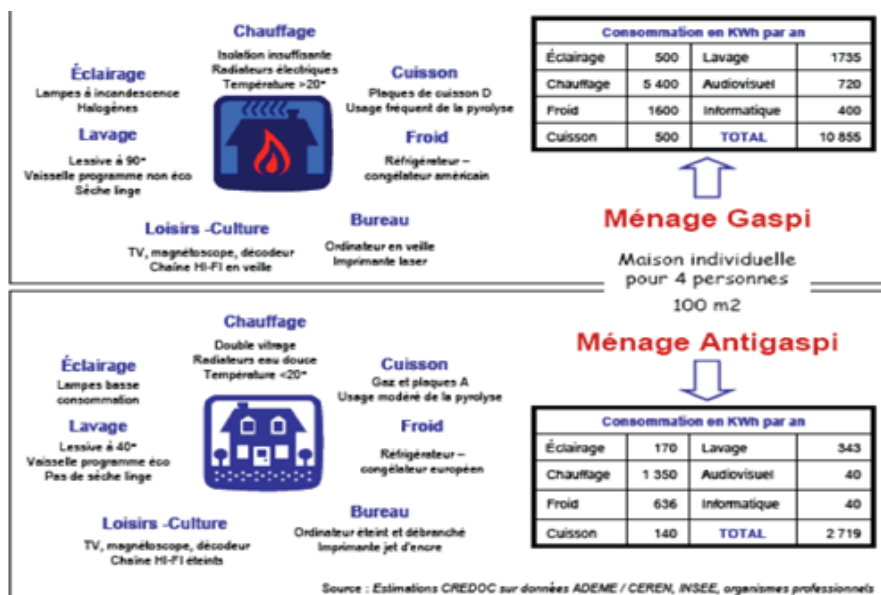 Chauffage
Isolation insuffisante
Radiateurs électriques
Température >20°
Éclairage
Lampes à incandescence
Halogènes
Cuisson
Plaques de cuisson D
Usage fréquent de la pyrolyse
Lavage
Lessive à 90°
Vaisselle programme non éco
Sèche linge
Froid
Réfrigérateur –
congélateur américain
Loisirs -Culture
TV, magnétoscope, décodeur
Chaîne HI-FI en veille
Bureau
Ordinateur en veille
Imprimante laser
Consommation en KWh par an
Éclairage 500 Lavage 1735
Chauffage 5 400 Audiovisuel 720
Froid 1600 Informatique 400
Cuisson 500 TOTAL 10 855
Ménage Gaspi
Maison individuelle
pour 4 personnes
100 m2
Ménage Antigaspi
Chauffage
Double vitrage
Radiateurs eau douce
Température <20°
Éclairage
Lampes basse
consommation
Cuisson
Gaz et plaques A
Usage modéré de la pyrolyse
Lavage
Lessive à 40°
Vaisselle programme éco
Pas de sèche linge
Froid
Réfrigérateur –
congélateur européen
Loisirs -Culture
TV, magnétoscope, décodeur
Chaîne HI-FI éteints
Bureau
Ordinateur éteint et débranché
Imprimante jet d'encre
Consommation en KWh par an
Éclairage 170 Lavage 343
Chauffage 1 350 Audiovisuel 40
Froid 636 Informatique 40
Cuisson 140 TOTAL 2 719
Source : Estimations CREDOC sur données ADEME / CEREN, INSEE, organismes professionnels